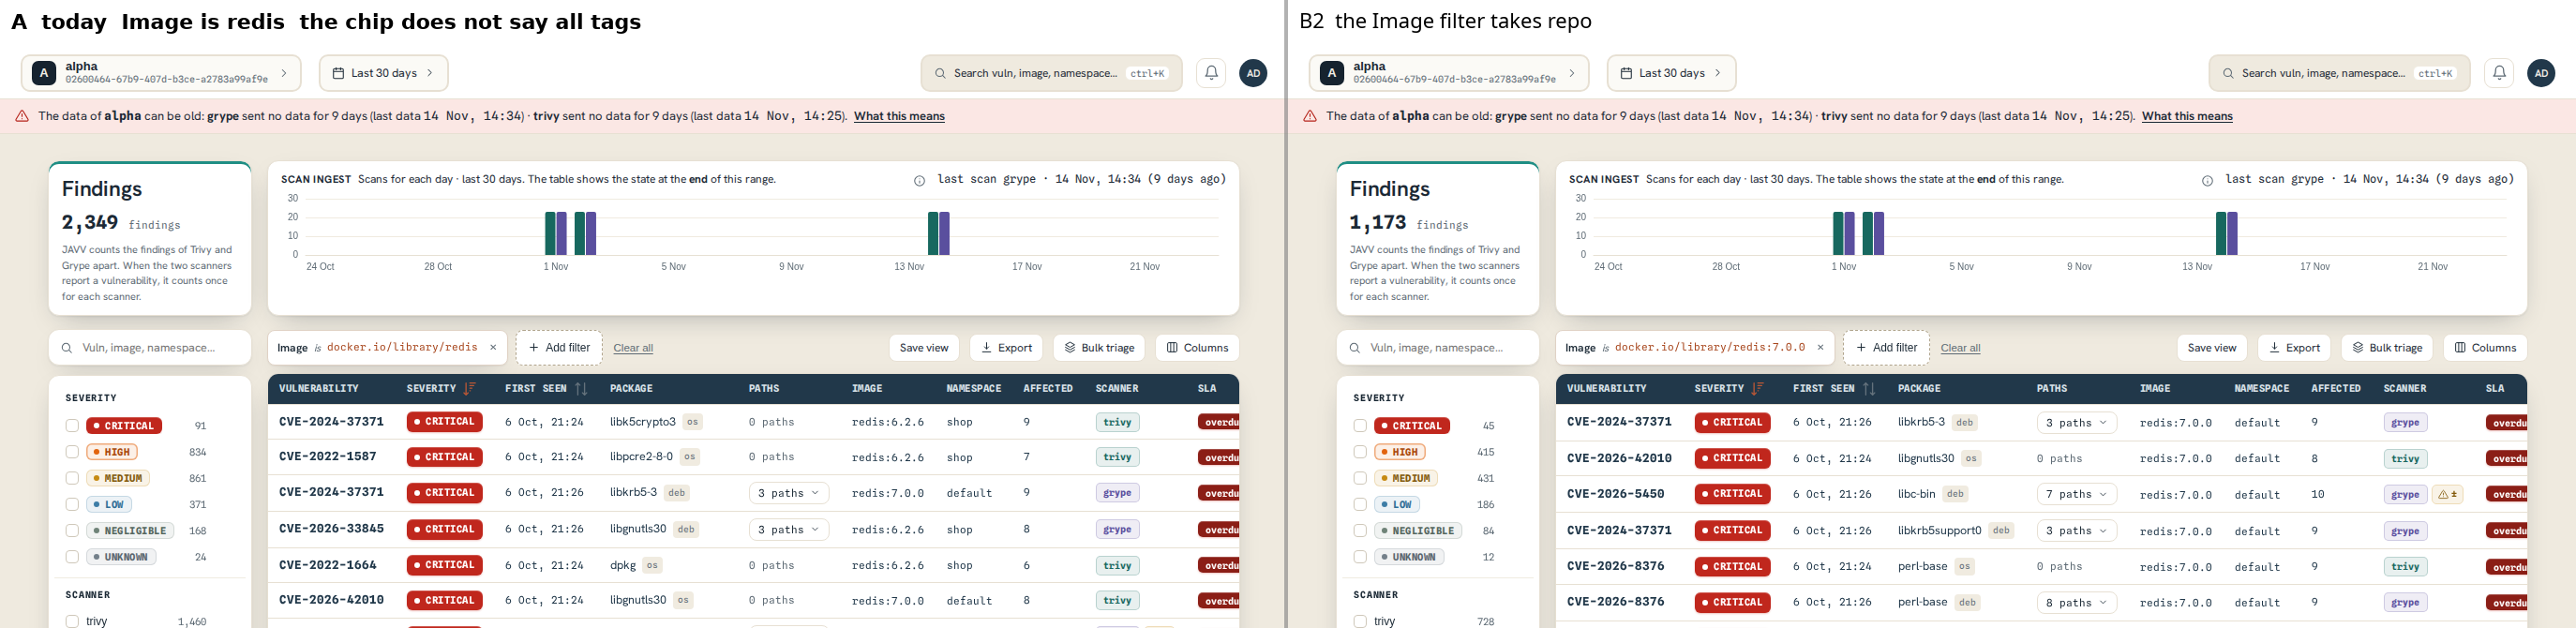 A today Image is redis the chip does not say all tags
A alpha
02600464-67b9-407d-b3ce-a2783a99af9e
Last 30 days
Search vuln, image, namespace... ctrl+K
AD
The data of alpha can be old: grype sent no data for 9 days (last data 14 Nov, 14:34) · trivy sent no data for 9 days (last data 14 Nov, 14:25). What this means
Findings
2,349 findings
JAVV counts the findings of Trivy and
Grype apart. When the two scanners
report a vulnerability, it counts once
for each scanner.
SCAN INGEST Scans for each day · last 30 days. The table shows the state at the end of this range.
last scan grype · 14 Nov, 14:34 (9 days ago)
30
20
10
0
24 Oct 28 Oct 1 Nov 5 Nov 9 Nov 13 Nov 17 Nov 21 Nov
Vuln, image, namespace...
Image is docker.io/library/redis ×
+ Add filter
Clear all
Save view
Export
Bulk triage
Columns
SEVERITY
CRITICAL 91
HIGH 834
MEDIUM 861
LOW 371
NEGLIGIBLE 168
UNKNOWN 24
SCANNER
trivy 1,460
VULNERABILITY SEVERITY FIRST SEEN PACKAGE PATHS IMAGE NAMESPACE AFFECTED SCANNER SLA
CVE-2024-37371 CRITICAL 6 Oct, 21:24 libk5crypto3 os 0 paths redis:6.2.6 shop 9 trivy overdu
CVE-2022-1587 CRITICAL 6 Oct, 21:24 libpcre2-8-0 os 0 paths redis:6.2.6 shop 7 trivy overdu
CVE-2024-37371 CRITICAL 6 Oct, 21:26 libkrb5-3 deb 3 paths redis:7.0.0 default 9 grype overdu
CVE-2026-33845 CRITICAL 6 Oct, 21:26 libgnutls30 deb 3 paths redis:6.2.6 shop 8 grype overdu
CVE-2022-1664 CRITICAL 6 Oct, 21:24 dpkg os 0 paths redis:6.2.6 shop 6 trivy overdu
CVE-2026-42010 CRITICAL 6 Oct, 21:24 libgnutls30 os 0 paths redis:7.0.0 default 8 trivy overdu
B2 the Image filter takes repo
A alpha
02600464-67b9-407d-b3ce-a2783a99af9e
Last 30 days
Search vuln, image, namespace... ctrl+K
AD
The data of alpha can be old: grype sent no data for 9 days (last data 14 Nov, 14:34) · trivy sent no data for 9 days (last data 14 Nov, 14:25). What this means
Findings
1,173 findings
JAVV counts the findings of Trivy and
Grype apart. When the two scanners
report a vulnerability, it counts once
for each scanner.
SCAN INGEST Scans for each day · last 30 days. The table shows the state at the end of this range.
last scan grype · 14 Nov, 14:34 (9 days ago)
30
20
10
0
24 Oct 28 Oct 1 Nov 5 Nov 9 Nov 13 Nov 17 Nov 21 Nov
Vuln, image, namespace...
Image is docker.io/library/redis:7.0.0 ×
+ Add filter
Clear all
Save view
Export
Bulk triage
Columns
SEVERITY
CRITICAL 45
HIGH 415
MEDIUM 431
LOW 186
NEGLIGIBLE 84
UNKNOWN 12
SCANNER
trivy 728
VULNERABILITY SEVERITY FIRST SEEN PACKAGE PATHS IMAGE NAMESPACE AFFECTED SCANNER SLA
CVE-2024-37371 CRITICAL 6 Oct, 21:26 libkrb5-3 deb 3 paths redis:7.0.0 default 9 grype overdu
CVE-2026-42010 CRITICAL 6 Oct, 21:24 libgnutls30 os 0 paths redis:7.0.0 default 8 trivy overdu
CVE-2026-5450 CRITICAL 6 Oct, 21:26 libc-bin deb 7 paths redis:7.0.0 default 10 grype ± overdu
CVE-2024-37371 CRITICAL 6 Oct, 21:26 libkrb5support0 deb 3 paths redis:7.0.0 default 9 grype overdu
CVE-2026-8376 CRITICAL 6 Oct, 21:24 perl-base os 0 paths redis:7.0.0 default 9 trivy overdu
CVE-2026-8376 CRITICAL 6 Oct, 21:26 perl-base deb 8 paths redis:7.0.0 default 9 grype overdu